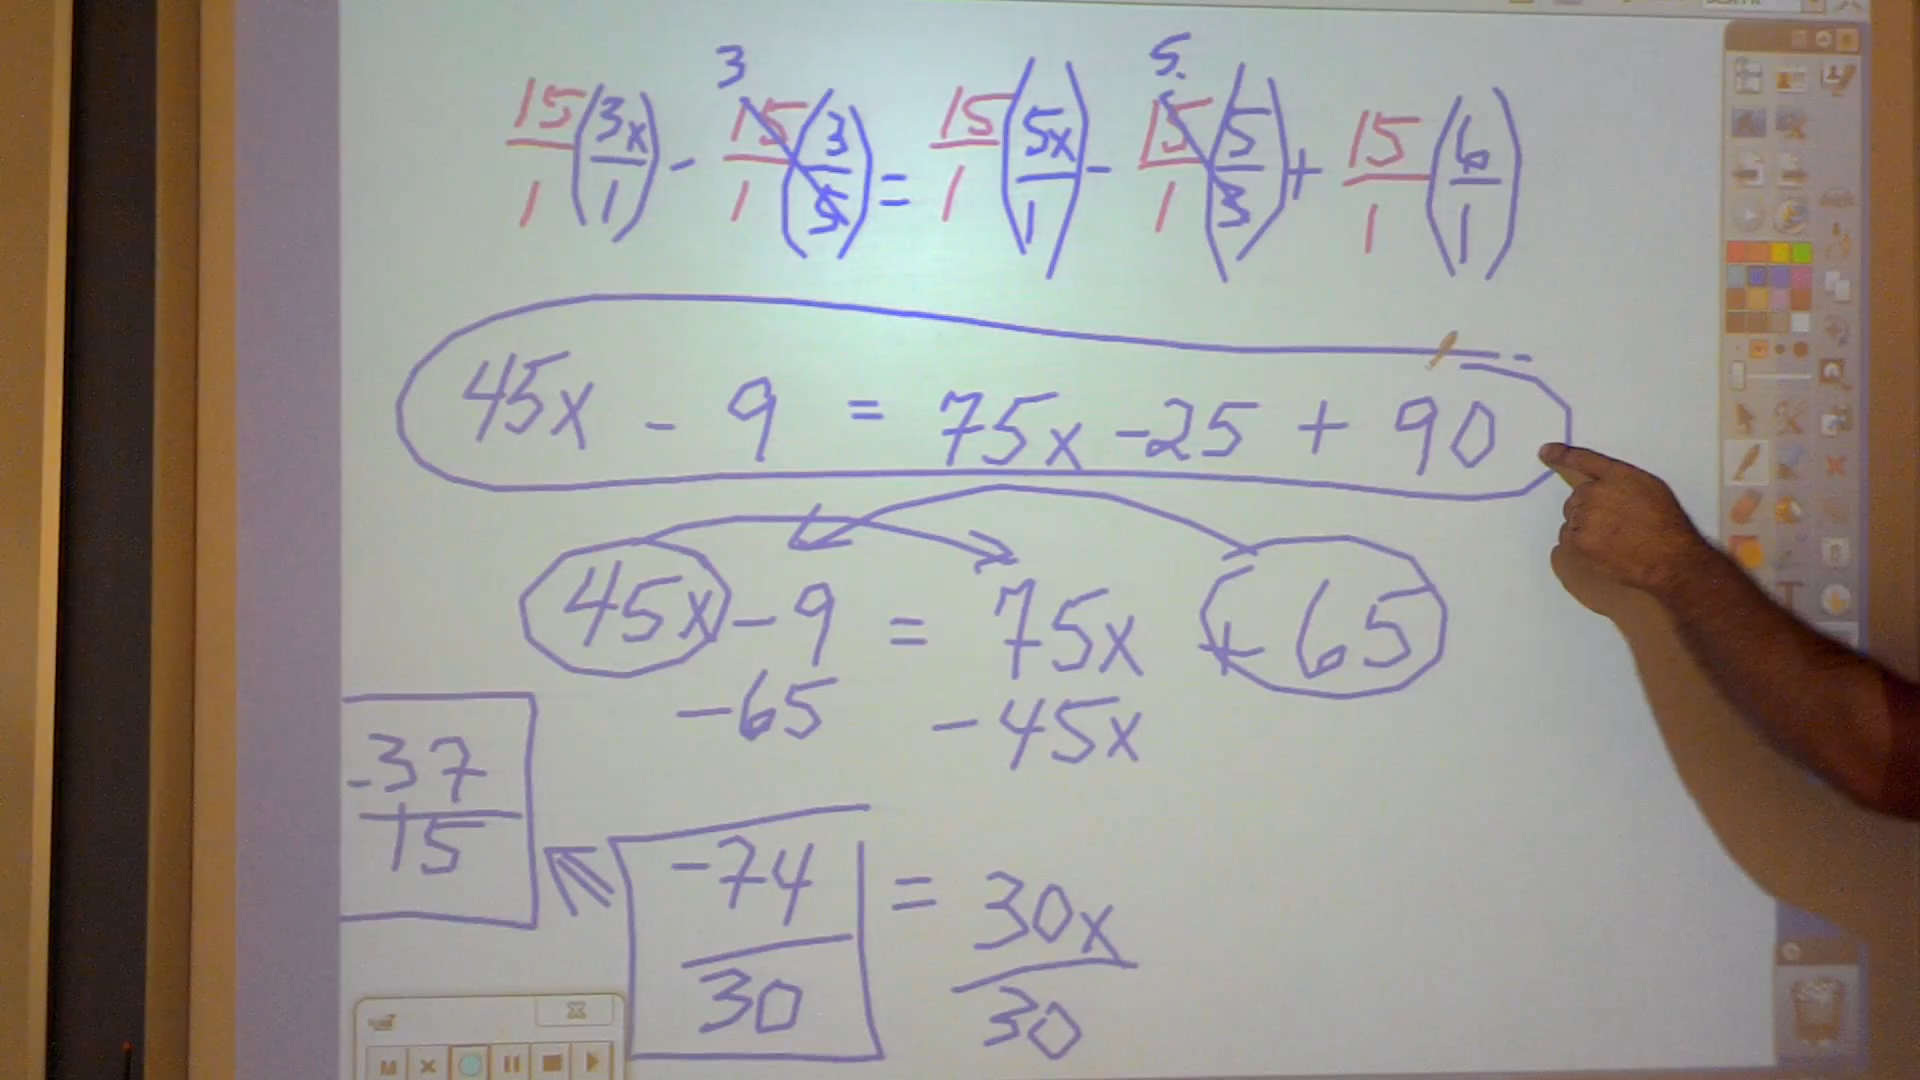 3 5.
15/1 (3x/1) - 15/1 (3/5) = 15/1 (5x/1) - 15/1 (5/3) + 15/1 (6/1)
45x - 9 = 75x - 25 + 90
45x - 9 = 75x + 65
-65 -45x
-74/30 = 30x/30
-37/15
M